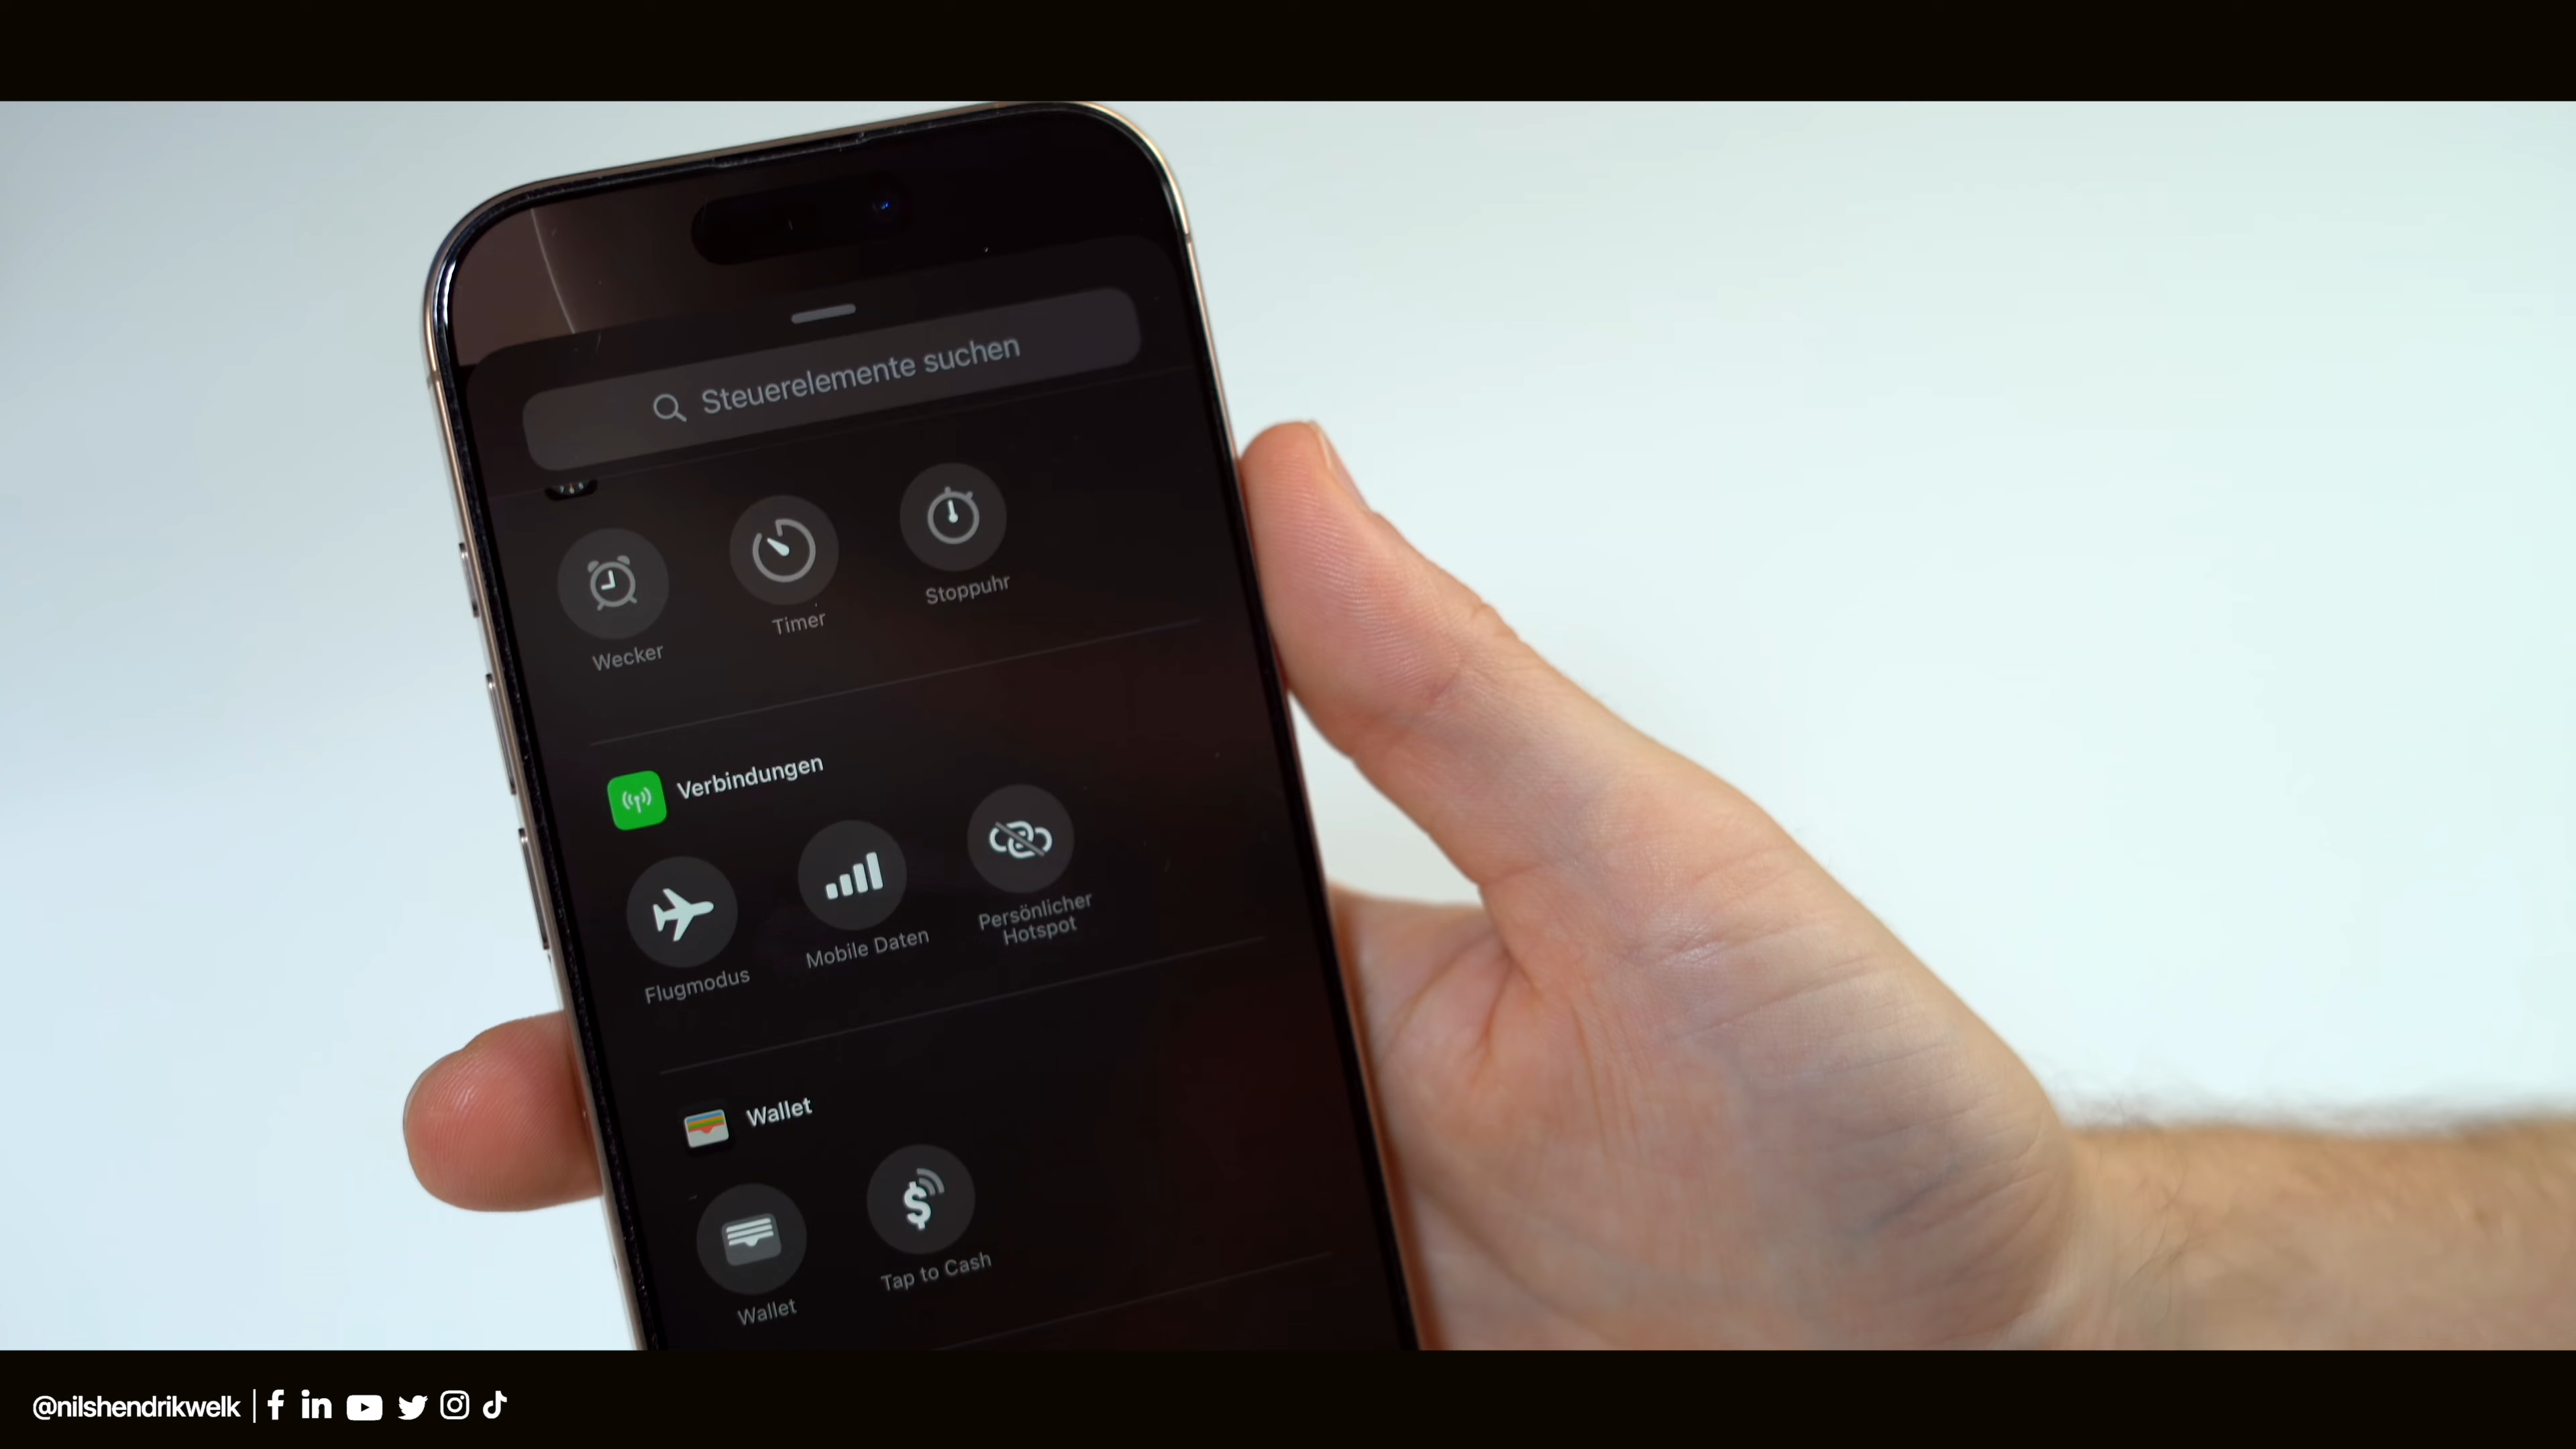 Steuerelemente suchen
Wecker
Timer
Stoppuhr
Verbindungen
Flugmodus
Mobile Daten
Persönlicher
Hotspot
Wallet
Wallet
Tap to Cash
@nilshendrikwelk